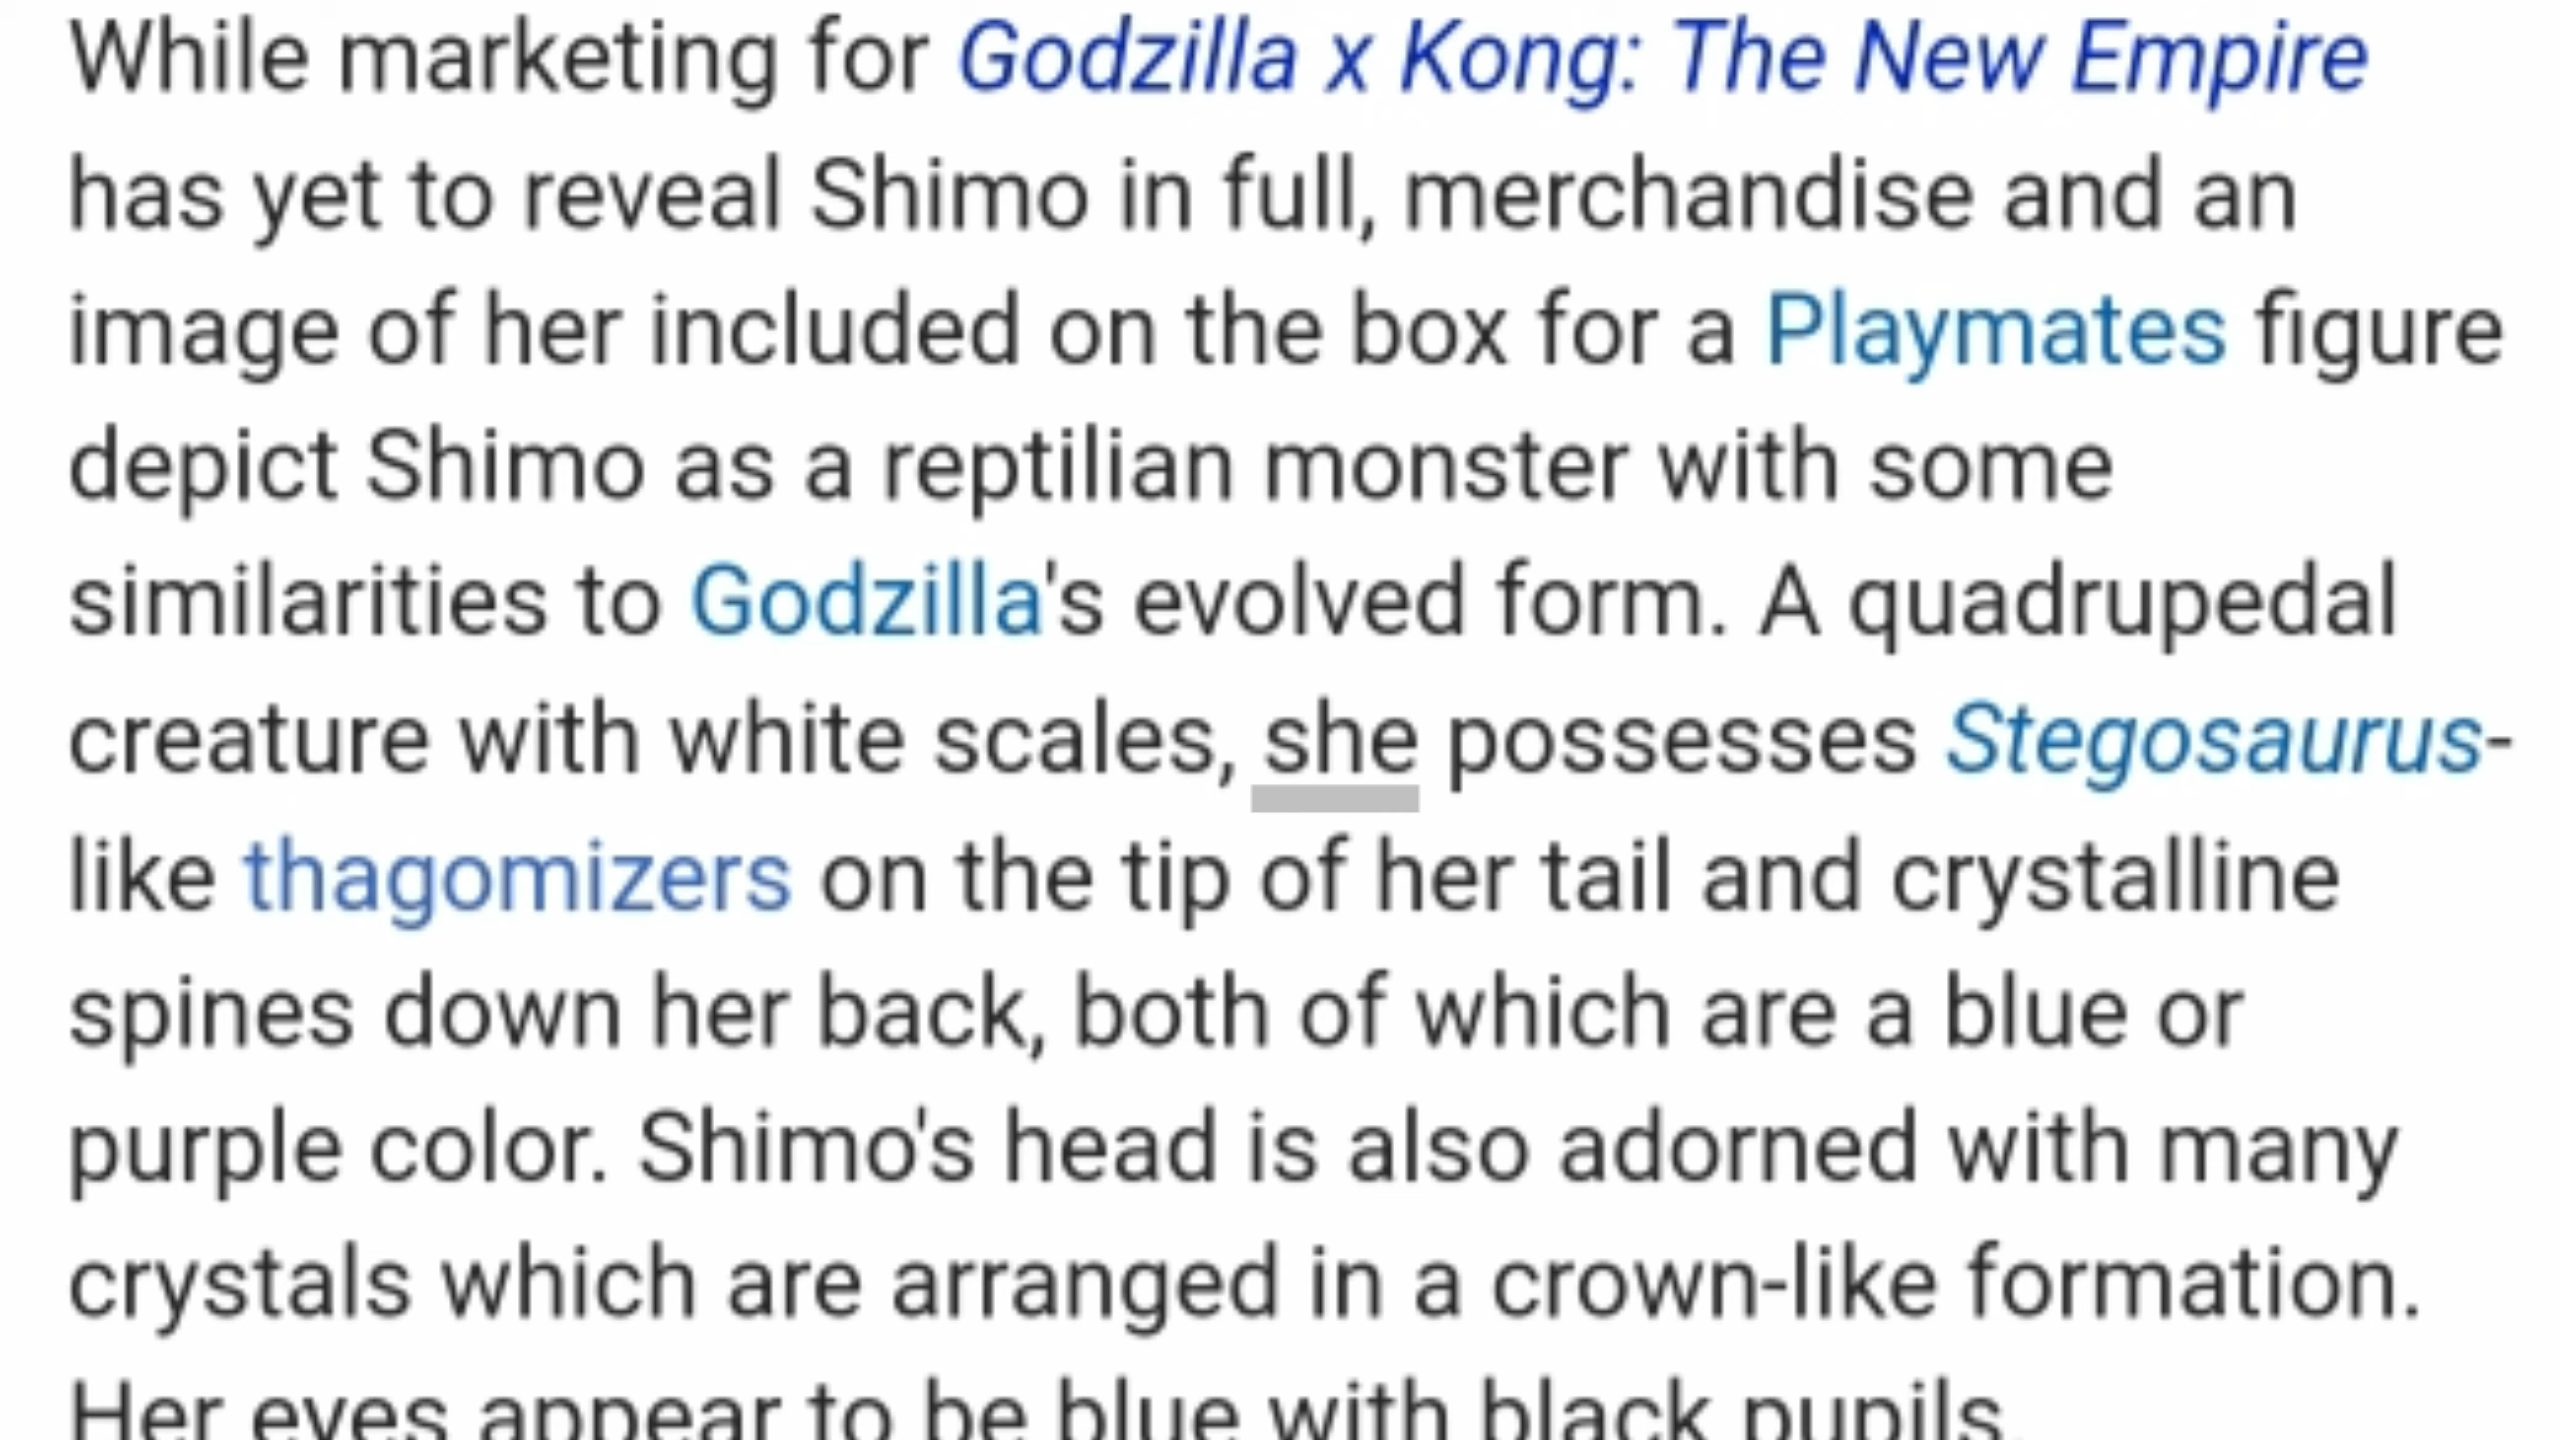 While marketing for Godzilla x Kong: The New Empire
has yet to reveal Shimo in full, merchandise and an
image of her included on the box for a Playmates figure
depict Shimo as a reptilian monster with some
similarities to Godzilla's evolved form. A quadrupedal
creature with white scales, she possesses Stegosaurus-
like thagomizers on the tip of her tail and crystalline
spines down her back, both of which are a blue or
purple color. Shimo's head is also adorned with many
crystals which are arranged in a crown-like formation.
Her eyes appear to be blue with black pupils.